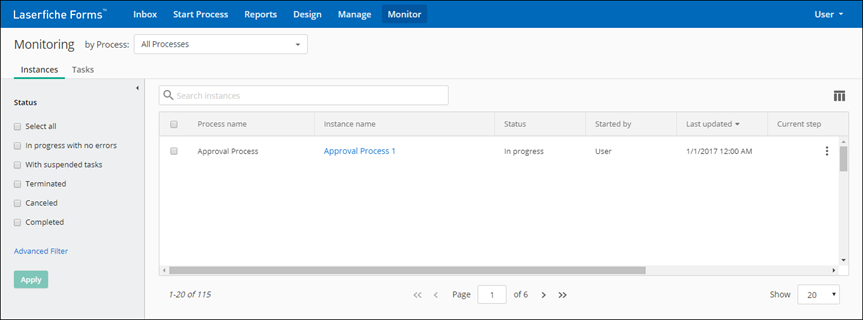 Laserfiche Forms™ Inbox Start Process Reports Design Manage Monitor User
Monitoring by Process: All Processes
Instances Tasks
Status
Select all
In progress with no errors
With suspended tasks
Terminated
Canceled
Completed
Advanced Filter
Apply
Search instances
Process name Instance name Status Started by Last updated Current step
Approval Process Approval Process 1 In progress User 1/1/2017 12:00 AM
1-20 of 115 Page 1 of 6 Show 20